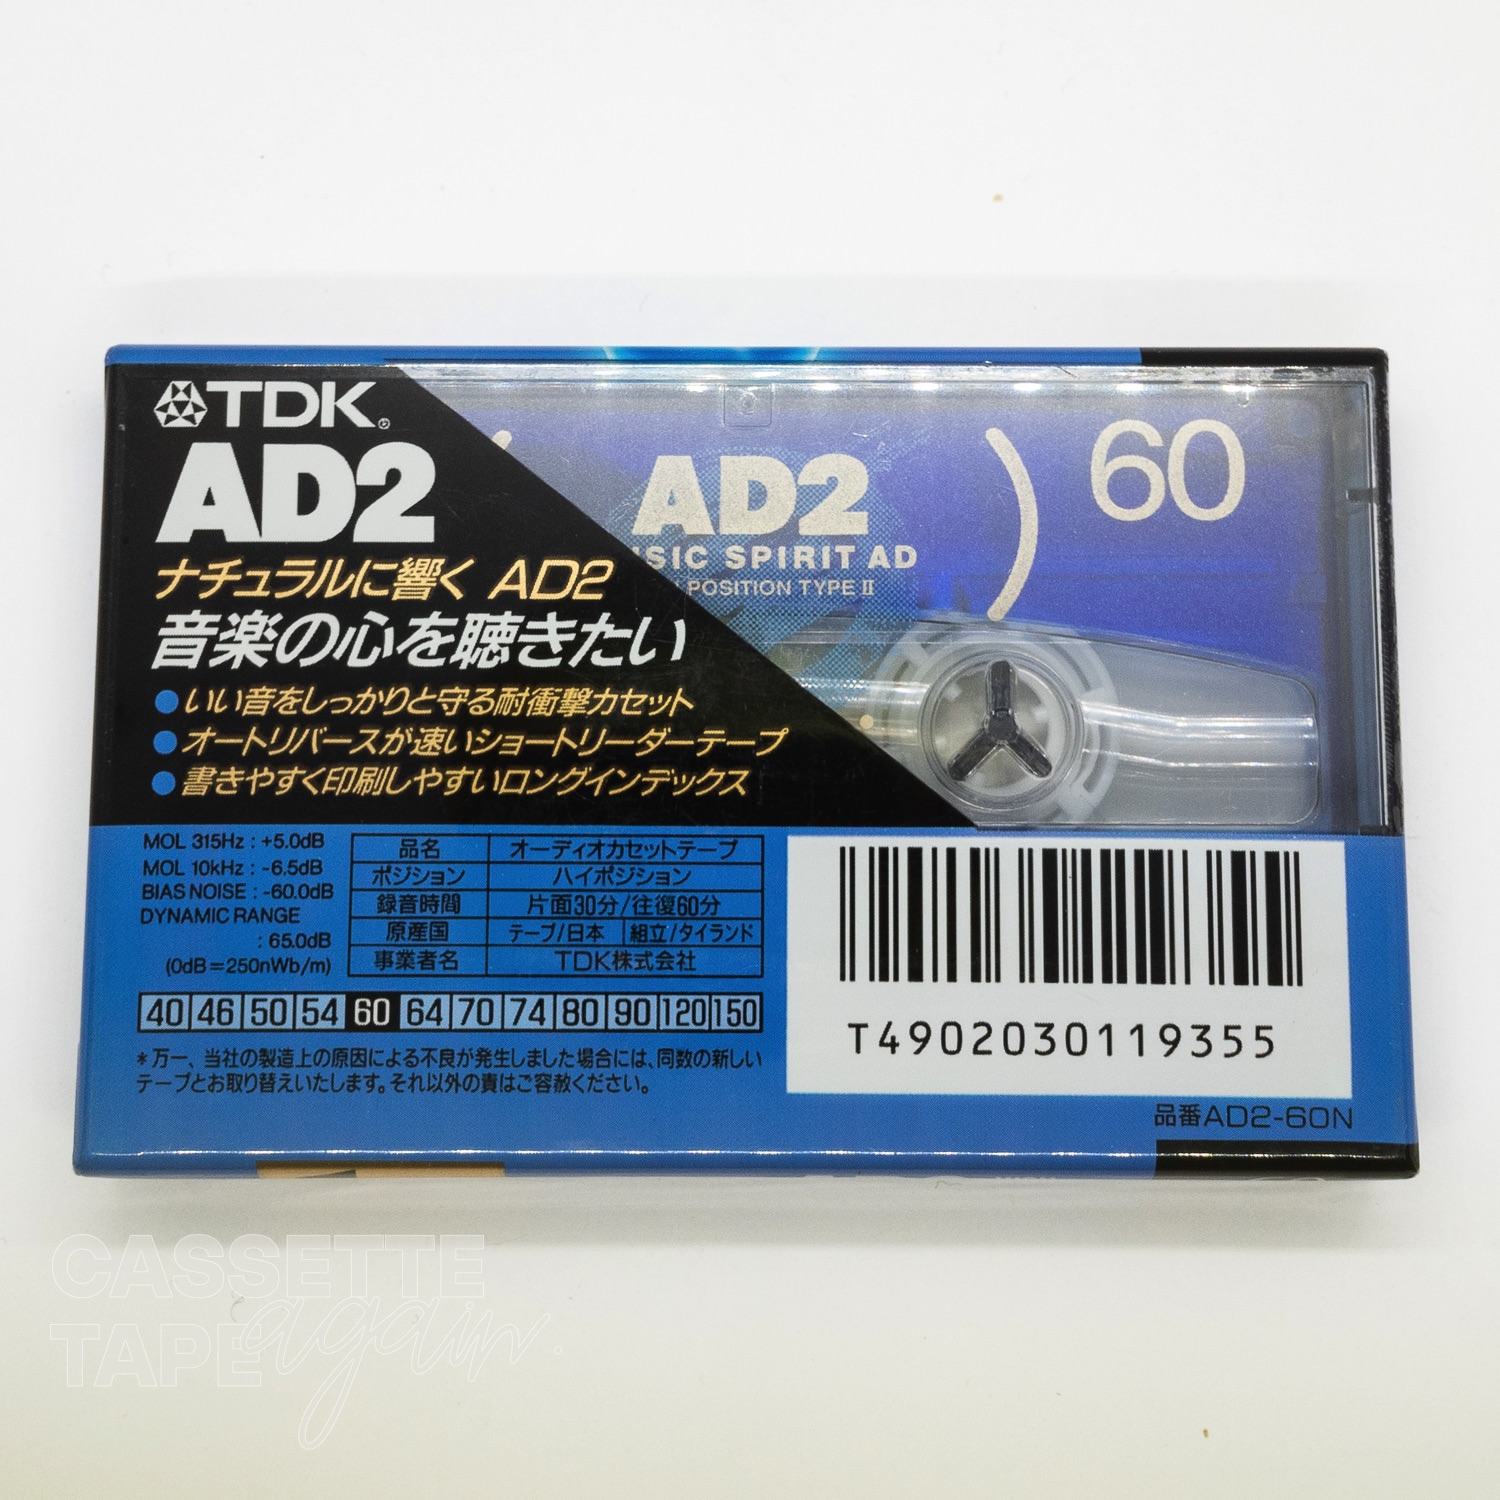 TDK
AD2
ナチュラルに響く AD2
音楽の心を聴きたい
●いい音をしっかりと守る耐衝撃カセット
●オートリバースが速いショートリーダーテープ
●書きやすく印刷しやすいロングインデックス
AD2
SPIRIT AD
POSITION TYPE II
60
MOL 315Hz : +5.0dB
MOL 10kHz : -6.5dB
BIAS NOISE : -60.0dB
DYNAMIC RANGE
: 65.0dB
(0dB=250nWb/m)
品名 オーディオカセットテープ
ポジション ハイポジション
録音時間 片面30分/往復60分
原産国 テープ/日本 組立/タイランド
事業者名 TDK株式会社
40 46 50 54 60 64 70 74 80 90 120 150
*万一、当社の製造上の原因による不良が発生しました場合には、同数の新しい
テープとお取り替えいたします。それ以外の責はご容赦ください。
T4902030119355
品番AD2-60N
CASSETTE
TAPE again.